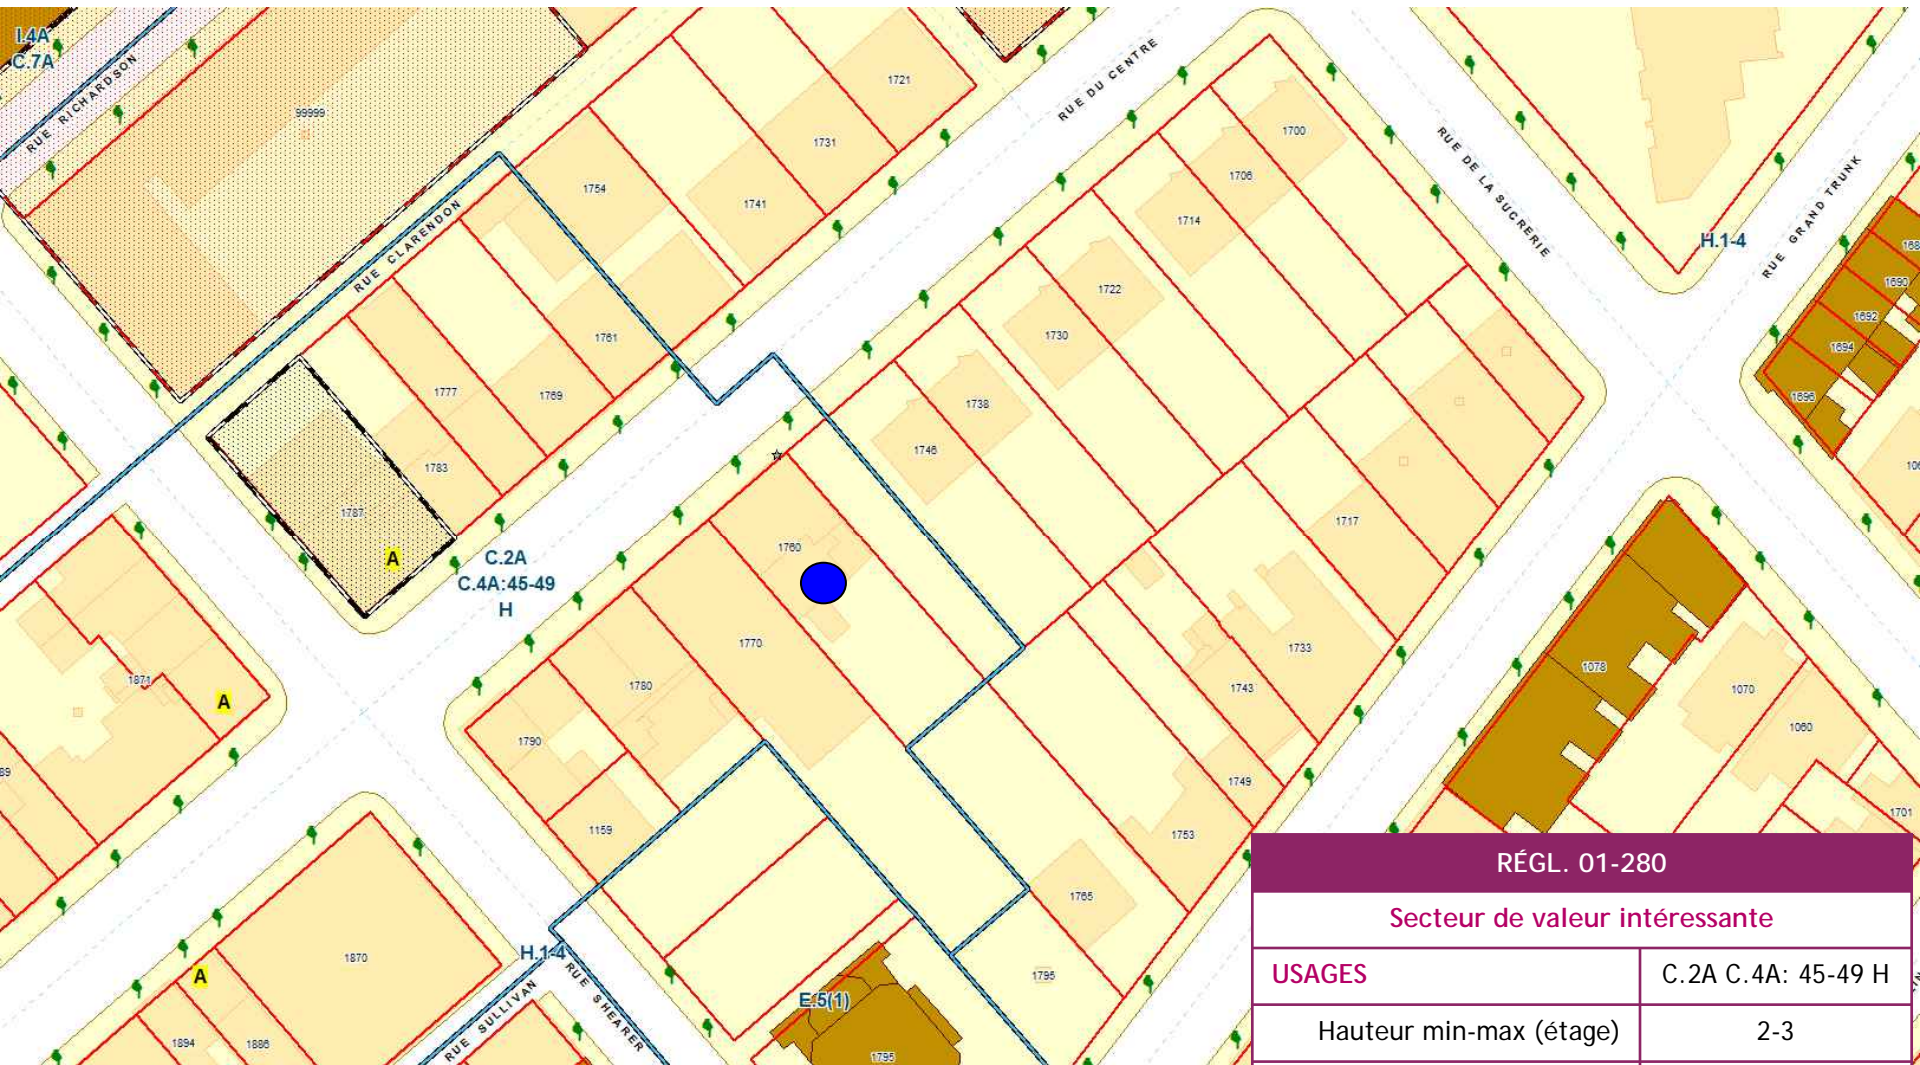 I.4A
C.7A
RUE RICHARDSON
99999
1721
1731
1741
1754
RUE DU CENTRE
1700
1706
1714
RUE DE LA SUCRERIE
RUE GRAND TRUNK
H.1-4
1690
1692
1694
1696
RUE CLARENDON
1761
1769
1777
1783
1787
A
C.2A
C.4A:45-49
H
1722
1730
1738
1746
1717
1760
1770
1780
1790
1159
1733
1743
1749
1753
1765
1795
1078
1070
1060
1701
1871
A
89
1870
A
1894
1886
H.1-4
RUE SULLIVAN
RUE SHEARER
E.5(1)
1795
RÉGL. 01-280
Secteur de valeur intéressante
USAGES
C.2A C.4A: 45-49 H
Hauteur min-max (étage)
2-3